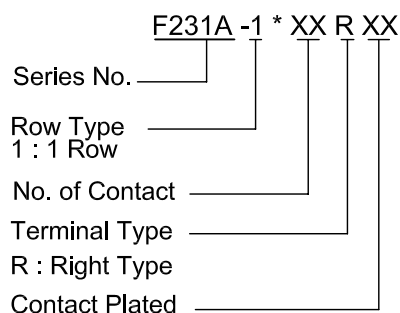 F231A -1 * XX R XX
Series No.
Row Type
1 : 1 Row
No. of Contact
Terminal Type
R : Right Type
Contact Plated